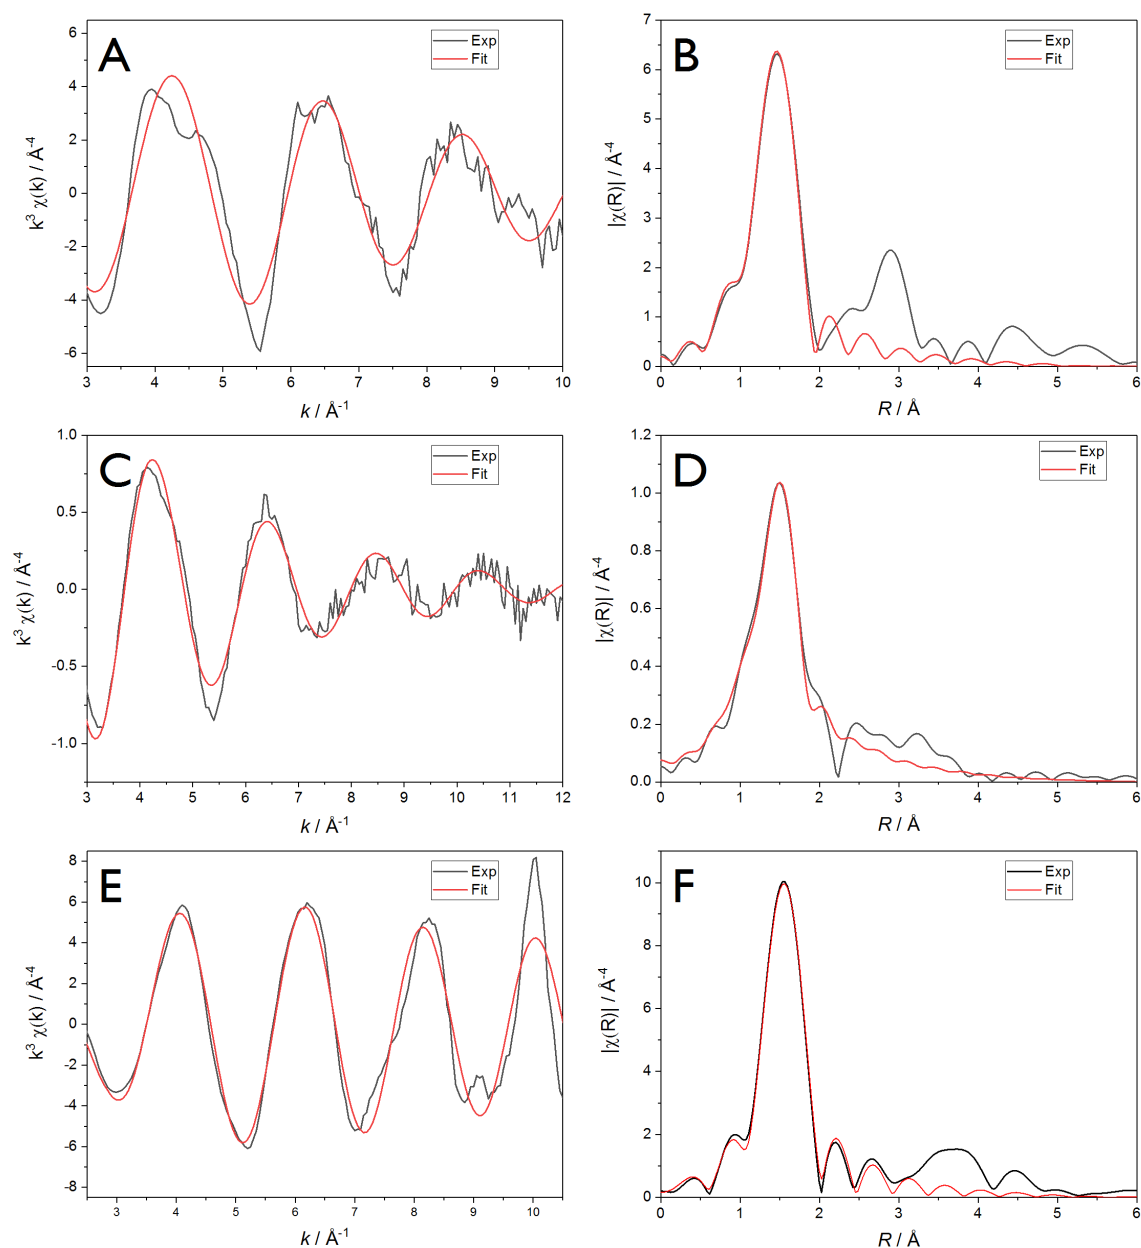 A
Exp
Fit
6
4
2
0
-2
-4
-6
k³ χ(k) / Å⁻⁴
3 4 5 6 7 8 9 10
k / Å⁻¹
B
Exp
Fit
7
6
5
4
3
2
1
0
|χ(R)| / Å⁻⁴
0 1 2 3 4 5 6
R / Å
C
Exp
Fit
1.0
0.5
0.0
-0.5
-1.0
k³ χ(k) / Å⁻⁴
3 4 5 6 7 8 9 10 11 12
k / Å⁻¹
D
Exp
Fit
1.2
1.0
0.8
0.6
0.4
0.2
0.0
|χ(R)| / Å⁻⁴
0 1 2 3 4 5 6
R / Å
E
Exp
Fit
8
6
4
2
0
-2
-4
-6
-8
k³ χ(k) / Å⁻⁴
3 4 5 6 7 8 9 10
k / Å⁻¹
F
Exp
Fit
10
8
6
4
2
0
|χ(R)| / Å⁻⁴
0 1 2 3 4 5 6
R / Å